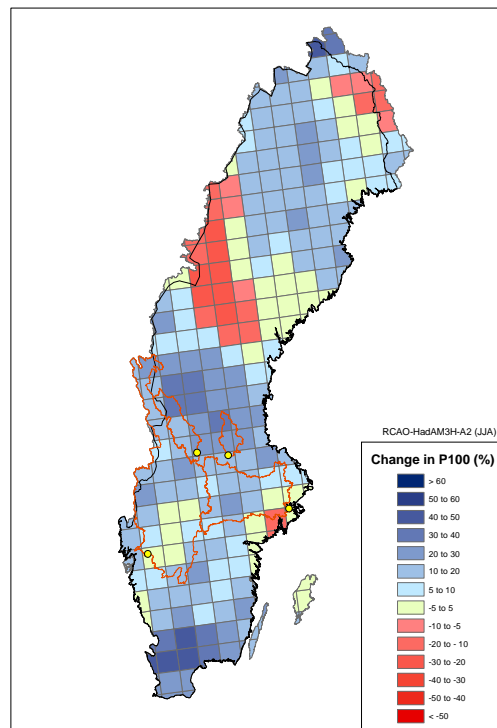 RCAO-HadAM3H-A2 (JJA)
Change in P100 (%)
> 60
50 to 60
40 to 50
30 to 40
20 to 30
10 to 20
5 to 10
-5 to 5
-10 to -5
-20 to - 10
-30 to -20
-40 to -30
-50 to -40
< -50